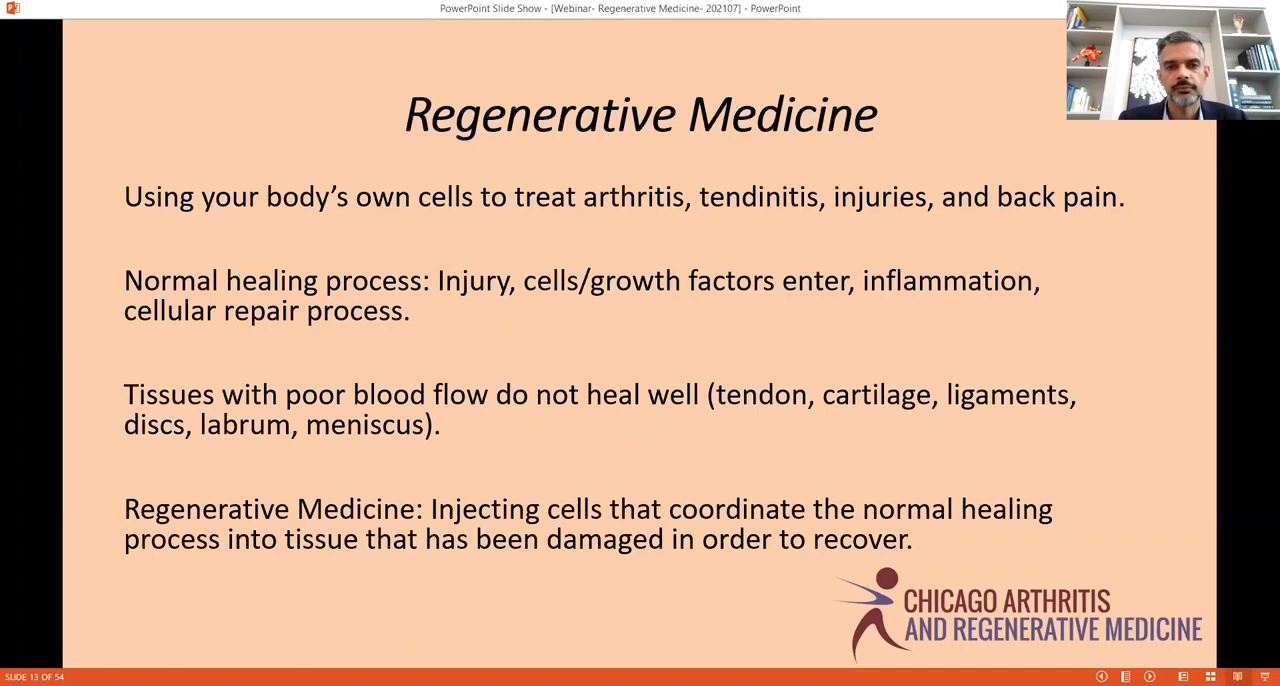 PowerPoint Slide Show - [Webinar- Regenerative Medicine- 202107] - PowerPoint
Regenerative Medicine
Using your body’s own cells to treat arthritis, tendinitis, injuries, and back pain.
Normal healing process: Injury, cells/growth factors enter, inflammation,
cellular repair process.
Tissues with poor blood flow do not heal well (tendon, cartilage, ligaments,
discs, labrum, meniscus).
Regenerative Medicine: Injecting cells that coordinate the normal healing
process into tissue that has been damaged in order to recover.
CHICAGO ARTHRITIS
AND REGENERATIVE MEDICINE
SLIDE 13 OF 54